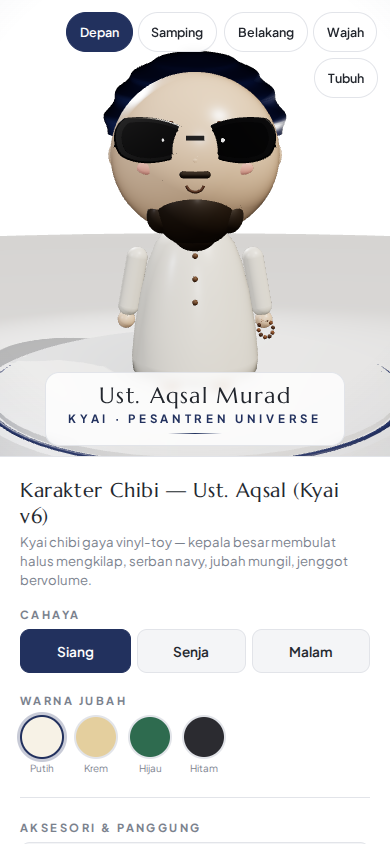 Depan
Samping
Belakang
Wajah
Tubuh
Ust. Aqsal Murad
KYAI · PESANTREN UNIVERSE
Karakter Chibi — Ust. Aqsal (Kyai
v6)
Kyai chibi gaya vinyl-toy — kepala besar membulat
halus mengkilap, serban navy, jubah mungil, jenggot
bervolume.
CAHAYA
Siang
Senja
Malam
WARNA JUBAH
Putih
Krem
Hijau
Hitam
AKSESORI & PANGGUNG